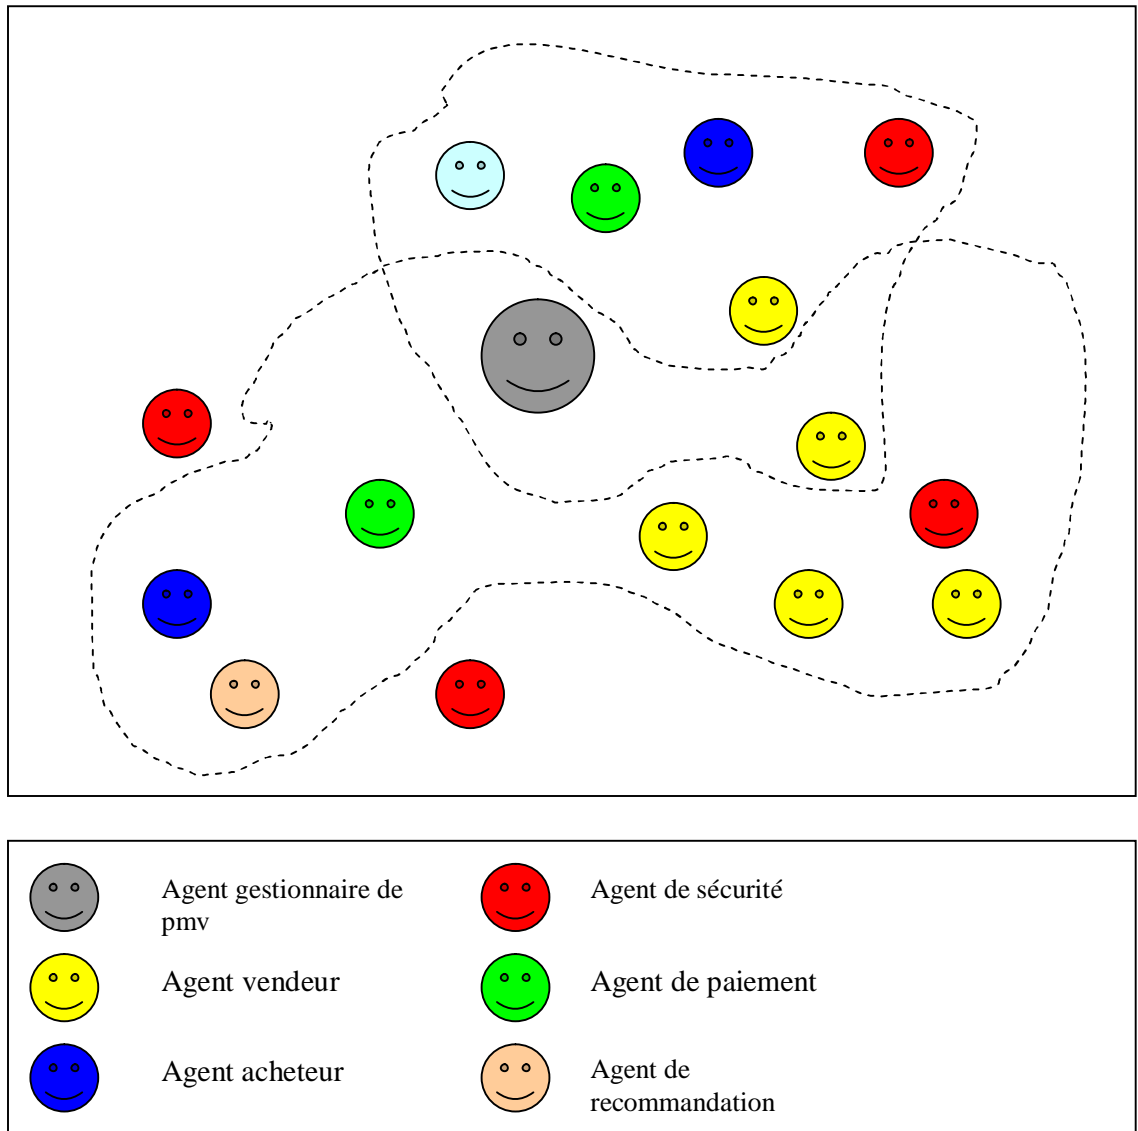 Agent gestionnaire de
pmv
Agent de sécurité
Agent vendeur
Agent de paiement
Agent acheteur
Agent de
recommandation